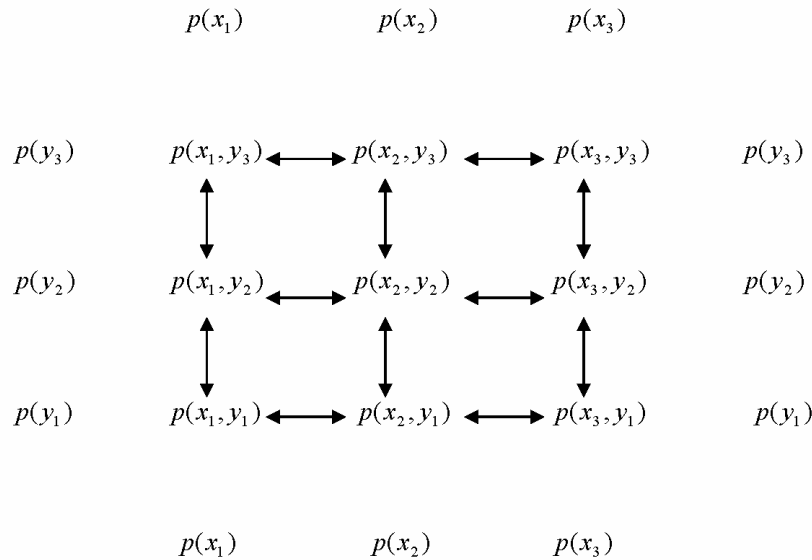 p(x₁) p(x₂) p(x₃)
p(y₃) p(x₁, y₃) p(x₂, y₃) p(x₃, y₃) p(y₃)
p(y₂) p(x₁, y₂) p(x₂, y₂) p(x₃, y₂) p(y₂)
p(y₁) p(x₁, y₁) p(x₂, y₁) p(x₃, y₁) p(y₁)
p(x₁) p(x₂) p(x₃)